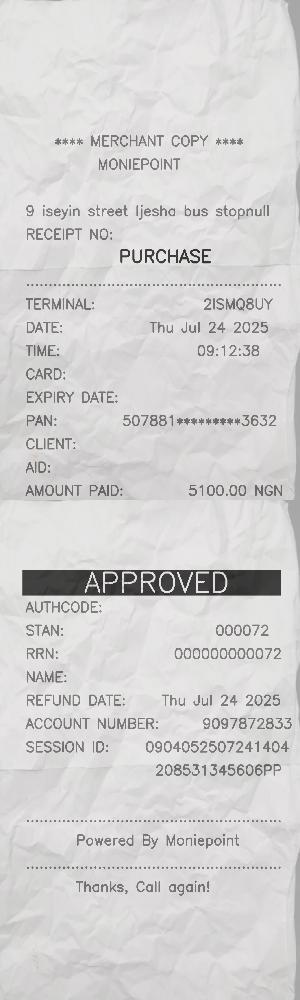 **** MERCHANT COPY ****
MONIEPOINT
9 iseyin street Ijesha bus stopnull
RECEIPT NO:
PURCHASE
TERMINAL: 2ISMQ8UY
DATE: Thu Jul 24 2025
TIME: 09:12:38
CARD:
EXPIRY DATE:
PAN: 507881*********3632
CLIENT:
AID:
AMOUNT PAID: 5100.00 NGN
APPROVED
AUTHCODE:
STAN: 000072
RRN: 000000000072
NAME:
REFUND DATE: Thu Jul 24 2025
ACCOUNT NUMBER: 9097872833
SESSION ID: 0904052507241404
208531345606PP
Powered By Moniepoint
Thanks, Call again!